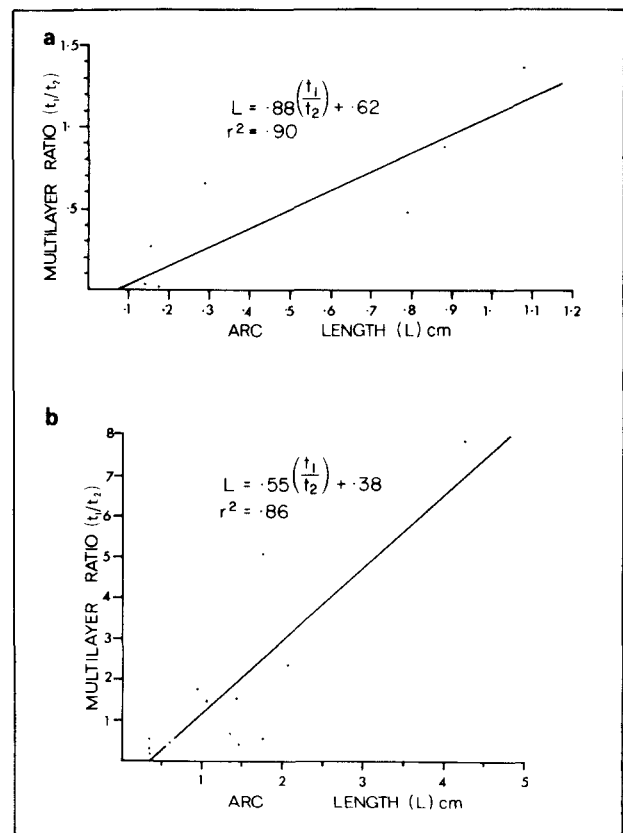 a
1·5
1·
·5
MULTILAYER RATIO (t₁/t₂)
L = ·88(t₁/t₂) + ·62
r² = ·90
·1 ·2 ·3 ·4 ·5 ·6 ·7 ·8 ·9 1· 1·1 1·2
ARC LENGTH (L) cm
b
8
7
6
5
4
3
2
1
MULTILAYER RATIO (t₁/t₂)
L = ·55(t₁/t₂) + ·38
r² = ·86
1 2 3 4 5
ARC LENGTH (L) cm